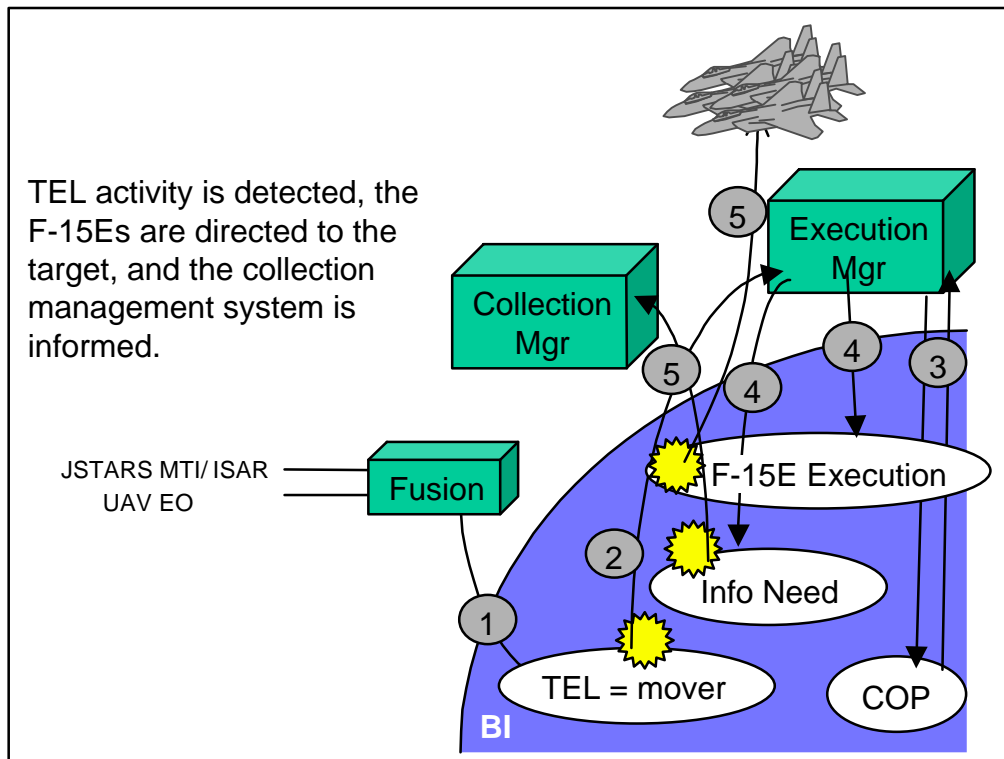 TEL activity is detected, the
F-15Es are directed to the
target, and the collection
management system is
informed.
5
Execution
Mgr
Collection
Mgr
5
4
4
3
JSTARS MTI/ ISAR
UAV EO
Fusion
F-15E Execution
2
Info Need
1
TEL = mover
COP
BI